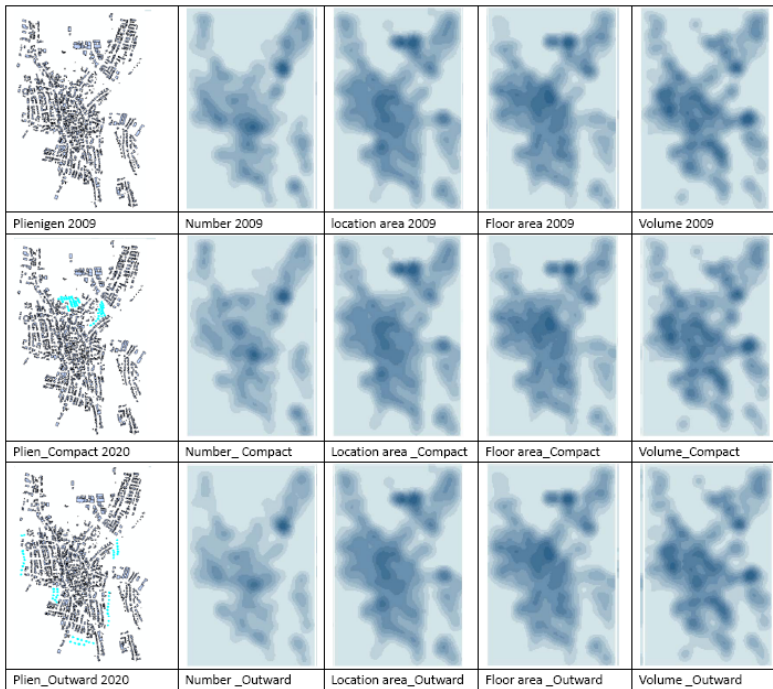 Plienigen 2009
Number 2009
location area 2009
Floor area 2009
Volume 2009
Plien_Compact 2020
Number_ Compact
Location area _Compact
Floor area_Compact
Volume_Compact
Plien_Outward 2020
Number _Outward
Location area_Outward
Floor area _Outward
Volume _Outward